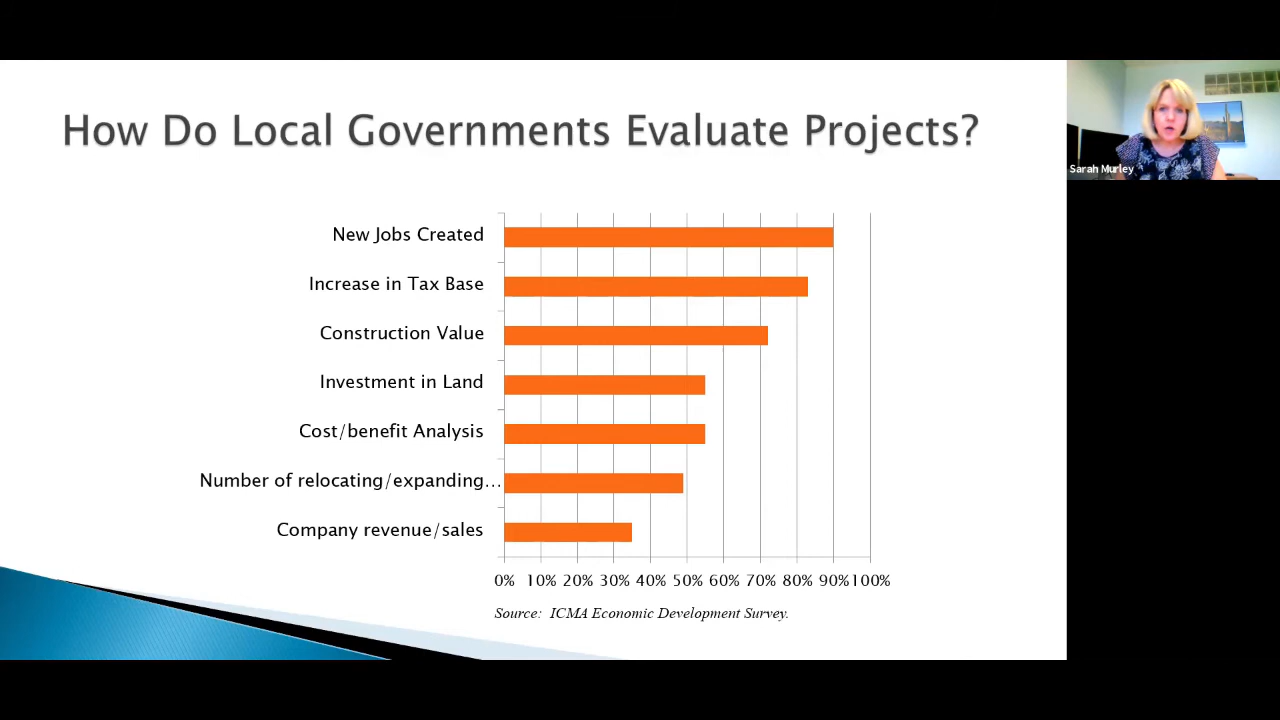 How Do Local Governments Evaluate Projects?
Sarah Murley
New Jobs Created
Increase in Tax Base
Construction Value
Investment in Land
Cost/benefit Analysis
Number of relocating/expanding...
Company revenue/sales
0% 10% 20% 30% 40% 50% 60% 70% 80% 90% 100%
Source: ICMA Economic Development Survey.